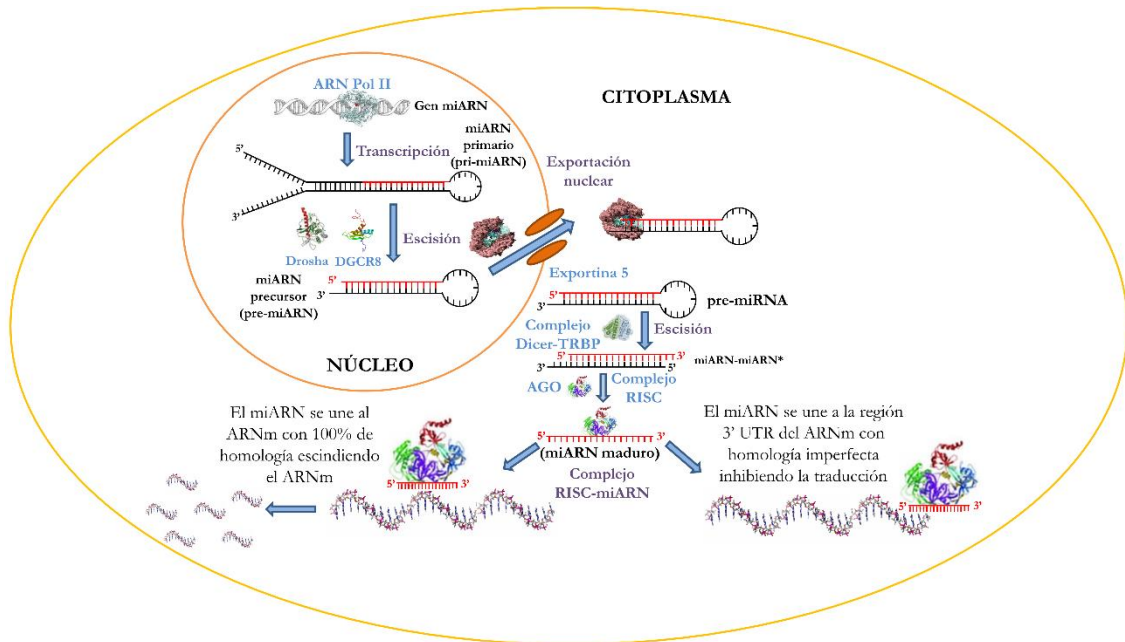 ARN Pol II
Gen miARN
CITOPLASMA
5'
Transcripción
miARN
primario
(pri-miARN)
3'
Exportación
nuclear
Drosha
DGCR8
Escisión
miARN
precursor
(pre-miARN)
5'
3'
Exportina 5
5'
3'
pre-miRNA
NÚCLEO
Complejo
Dicer-TRBP
Escisión
5'
3'
3'
5'
miARN-miARN*
AGO
Complejo
RISC
El miARN se une al
ARNm con 100% de
homología escindiendo
el ARNm
5'
3'
(miARN maduro)
Complejo
RISC-miARN
El miARN se une a la región
3' UTR del ARNm con
homología imperfecta
inhibiendo la traducción
5'
3'
5'
3'